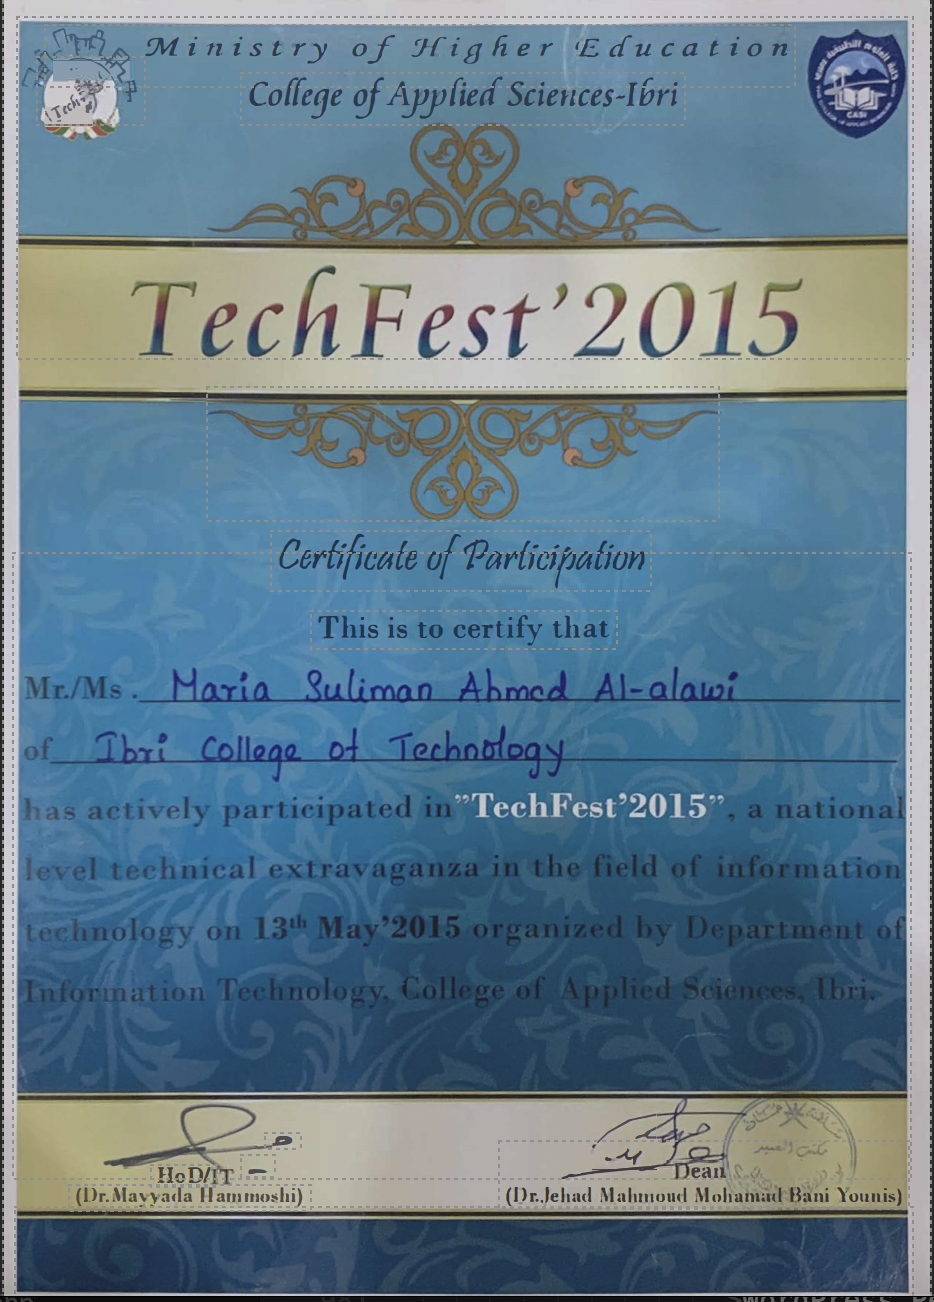 Ministry of Higher Education
College of Applied Sciences-Ibri
Tech
CASI
TechFest'2015
Certificate of Participation
This is to certify that
Mr./Ms. Maria Suliman Ahmed Al-alawi
of Ibri College of Technology
has actively participated in "TechFest'2015", a national
level technical extravaganza in the field of information
technology on 13th May'2015 organized by Department of
Information Technology, College of Applied Sciences, Ibri.
HoD/IT
Dean
(Dr.Mayyada Hammoshi)
(Dr.Jehad Mahmoud Mohamad Bani Younis)
مكتب العميد